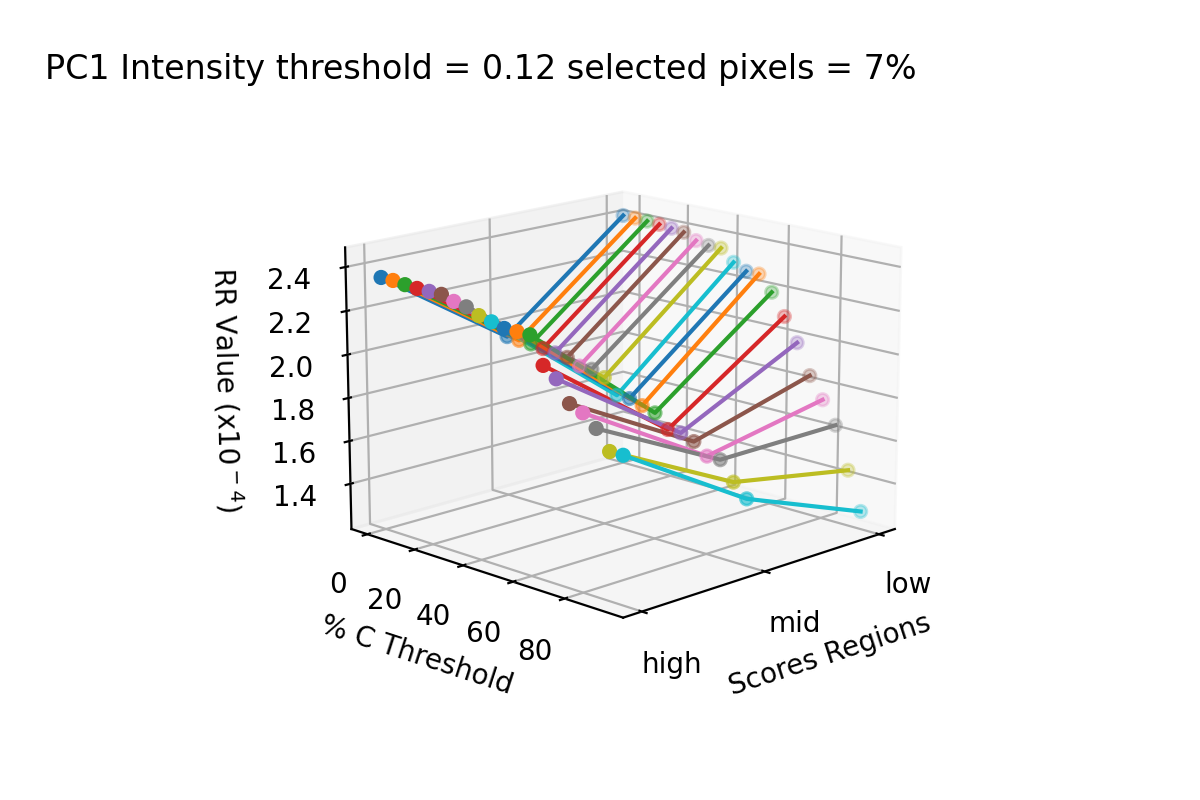 PC1 Intensity threshold = 0.12 selected pixels = 7%
RR Value (x10⁻⁴)
2.4
2.2
2.0
1.8
1.6
1.4
0
20
40
60
80
% C Threshold
high
mid
low
Scores Regions